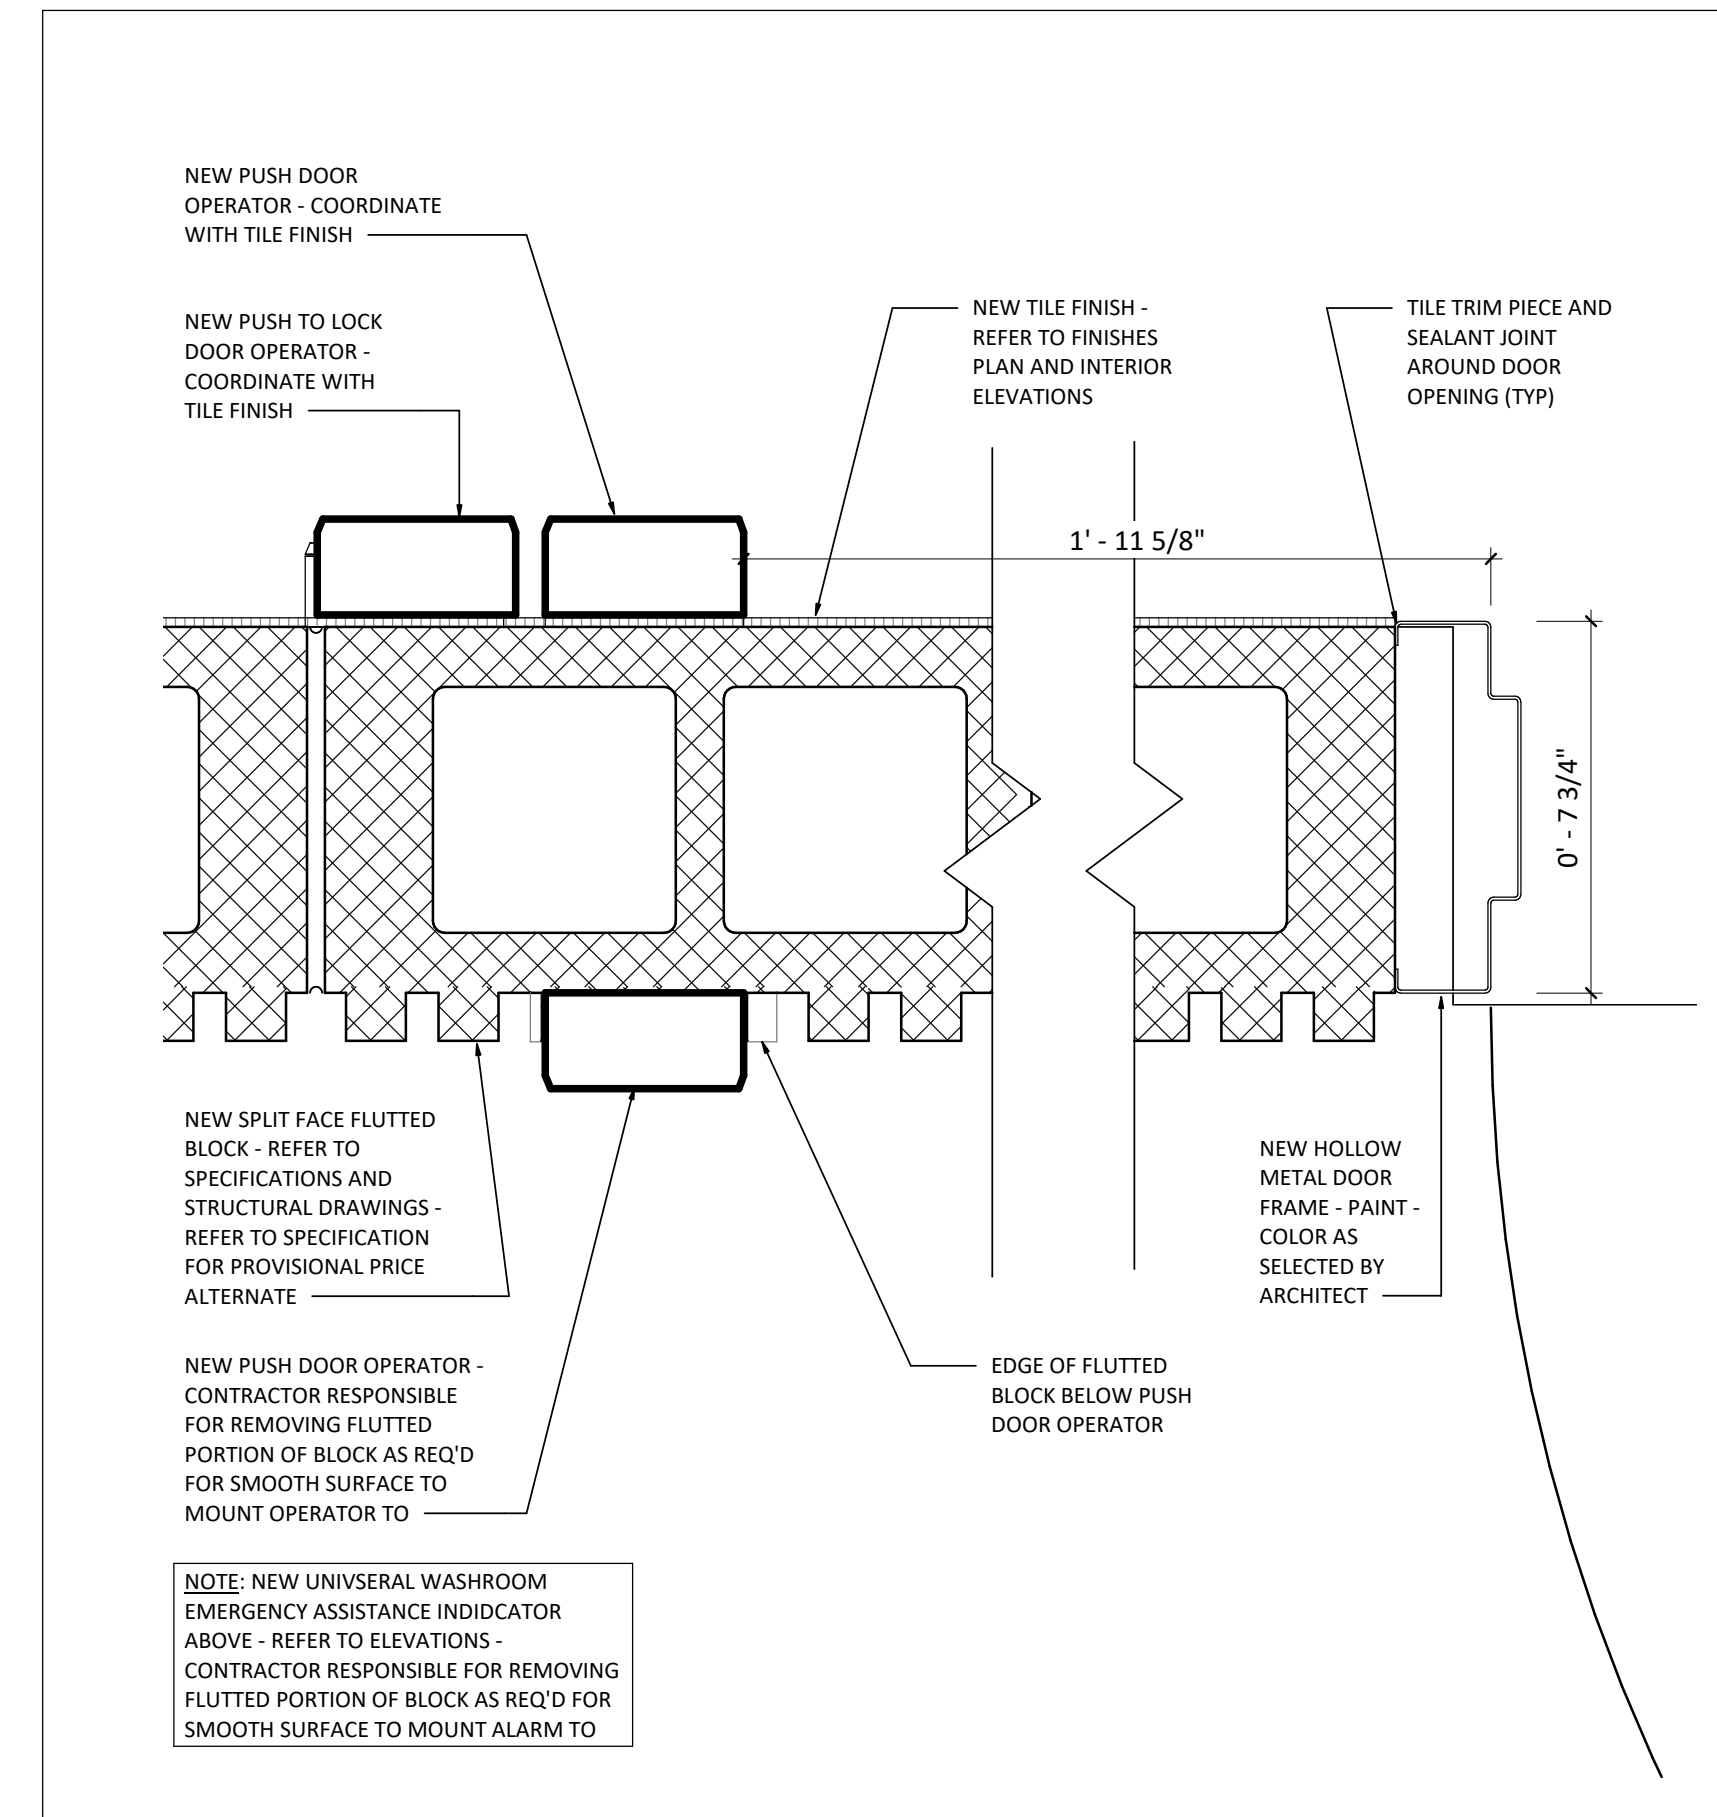 NEW PUSH DOOR
OPERATOR - COORDINATE
WITH TILE FINISH
NEW PUSH TO LOCK
DOOR OPERATOR -
COORDINATE WITH
TILE FINISH
NEW TILE FINISH -
REFER TO FINISHES
PLAN AND INTERIOR
ELEVATIONS
TILE TRIM PIECE AND
SEALANT JOINT
AROUND DOOR
OPENING (TYP)
1' - 11 5/8"
0' - 7 3/4"
NEW SPLIT FACE FLUTTED
BLOCK - REFER TO
SPECIFICATIONS AND
STRUCTURAL DRAWINGS -
REFER TO SPECIFICATION
FOR PROVISIONAL PRICE
ALTERNATE
NEW HOLLOW
METAL DOOR
FRAME - PAINT -
COLOR AS
SELECTED BY
ARCHITECT
NEW PUSH DOOR OPERATOR -
CONTRACTOR RESPONSIBLE
FOR REMOVING FLUTTED
PORTION OF BLOCK AS REQ'D
FOR SMOOTH SURFACE TO
MOUNT OPERATOR TO
EDGE OF FLUTTED
BLOCK BELOW PUSH
DOOR OPERATOR
NOTE: NEW UNIVSERAL WASHROOM
EMERGENCY ASSISTANCE INDIDCATOR
ABOVE - REFER TO ELEVATIONS -
CONTRACTOR RESPONSIBLE FOR REMOVING
FLUTTED PORTION OF BLOCK AS REQ'D FOR
SMOOTH SURFACE TO MOUNT ALARM TO